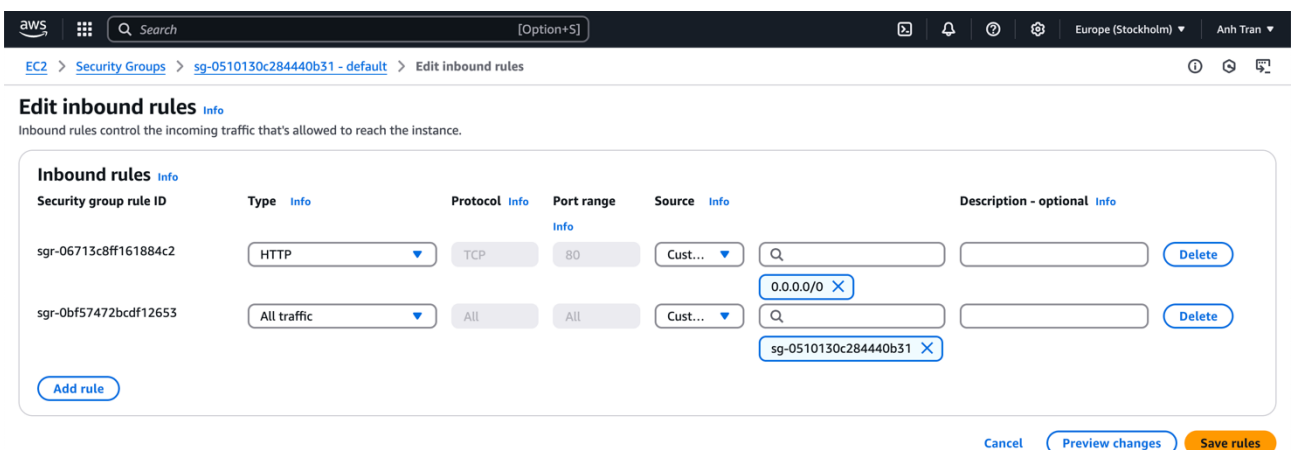 aws Search [Option+S] Europe (Stockholm) Anh Tran
EC2 > Security Groups > sg-0510130c284440b31 - default > Edit inbound rules
Edit inbound rules Info
Inbound rules control the incoming traffic that's allowed to reach the instance.
Inbound rules Info
Security group rule ID Type Info Protocol Info Port range Source Info Description - optional Info
Info
sgr-06713c8ff161884c2 HTTP TCP 80 Cust... Delete
0.0.0.0/0
sgr-0bf57472bcdf12653 All traffic All All Cust... Delete
sg-0510130c284440b31
Add rule
Cancel Preview changes Save rules